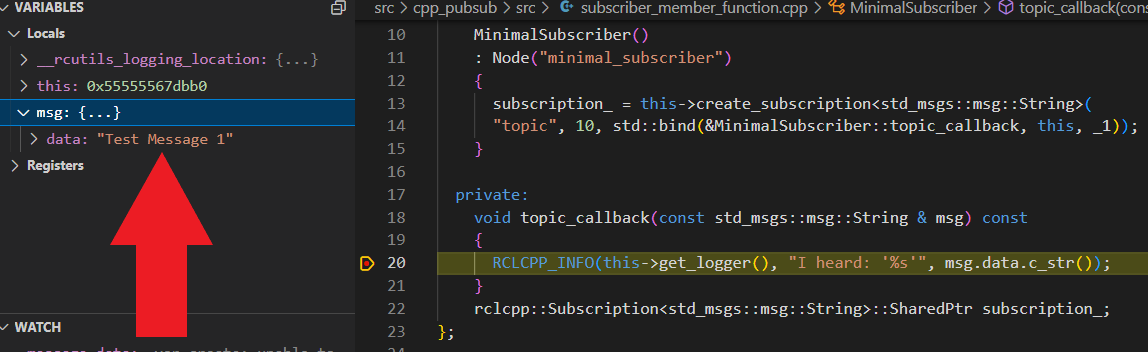 VARIABLES
Locals
__rcutils_logging_location: {...}
this: 0x55555567dbb0
msg: {...}
data: "Test Message 1"
Registers
WATCH
src > cpp_pubsub > src > subscriber_member_function.cpp > MinimalSubscriber > topic_callback(cons
10 MinimalSubscriber()
11 : Node("minimal_subscriber")
12 {
13 subscription_ = this->create_subscription<std_msgs::msg::String>(
14 "topic", 10, std::bind(&MinimalSubscriber::topic_callback, this, _1));
15 }
16
17 private:
18 void topic_callback(const std_msgs::msg::String & msg) const
19 {
20 RCLCPP_INFO(this->get_logger(), "I heard: '%s'", msg.data.c_str());
21 }
22 rclcpp::Subscription<std_msgs::msg::String>::SharedPtr subscription_;
23 };